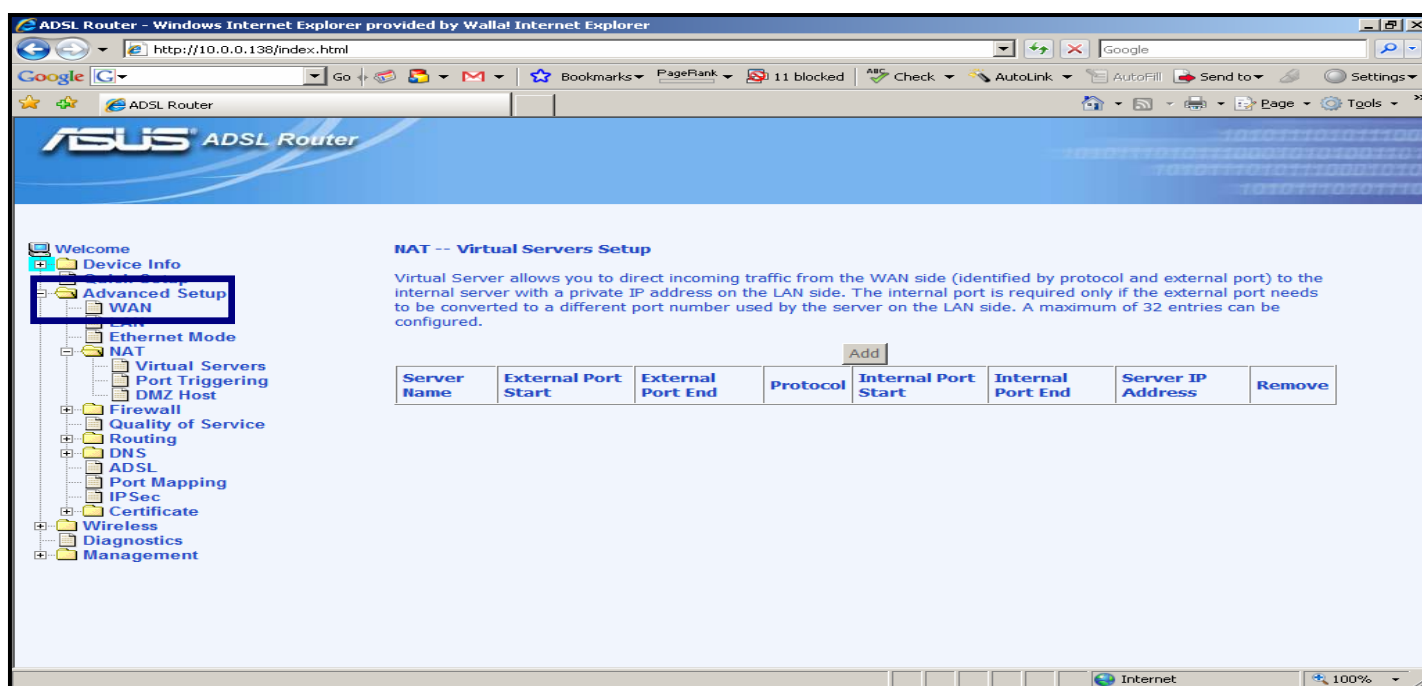 ADSL Router - Windows Internet Explorer provided by Walla! Internet Explorer
http://10.0.0.138/index.html
Google
Google
G
Go
Bookmarks
PageRank
11 blocked
Check
AutoLink
AutoFill
Send to
Settings
ADSL Router
Page
Tools
ASUS ADSL Router
Welcome
Device Info
Quick Setup
Advanced Setup
WAN
LAN
Ethernet Mode
NAT
Virtual Servers
Port Triggering
DMZ Host
Firewall
Quality of Service
Routing
DNS
ADSL
Port Mapping
IPSec
Certificate
Wireless
Diagnostics
Management
NAT -- Virtual Servers Setup
Virtual Server allows you to direct incoming traffic from the WAN side (identified by protocol and external port) to the
internal server with a private IP address on the LAN side. The internal port is required only if the external port needs
to be converted to a different port number used by the server on the LAN side. A maximum of 32 entries can be
configured.
Add
Server Name
External Port Start
External Port End
Protocol
Internal Port Start
Internal Port End
Server IP Address
Remove
Internet
100%